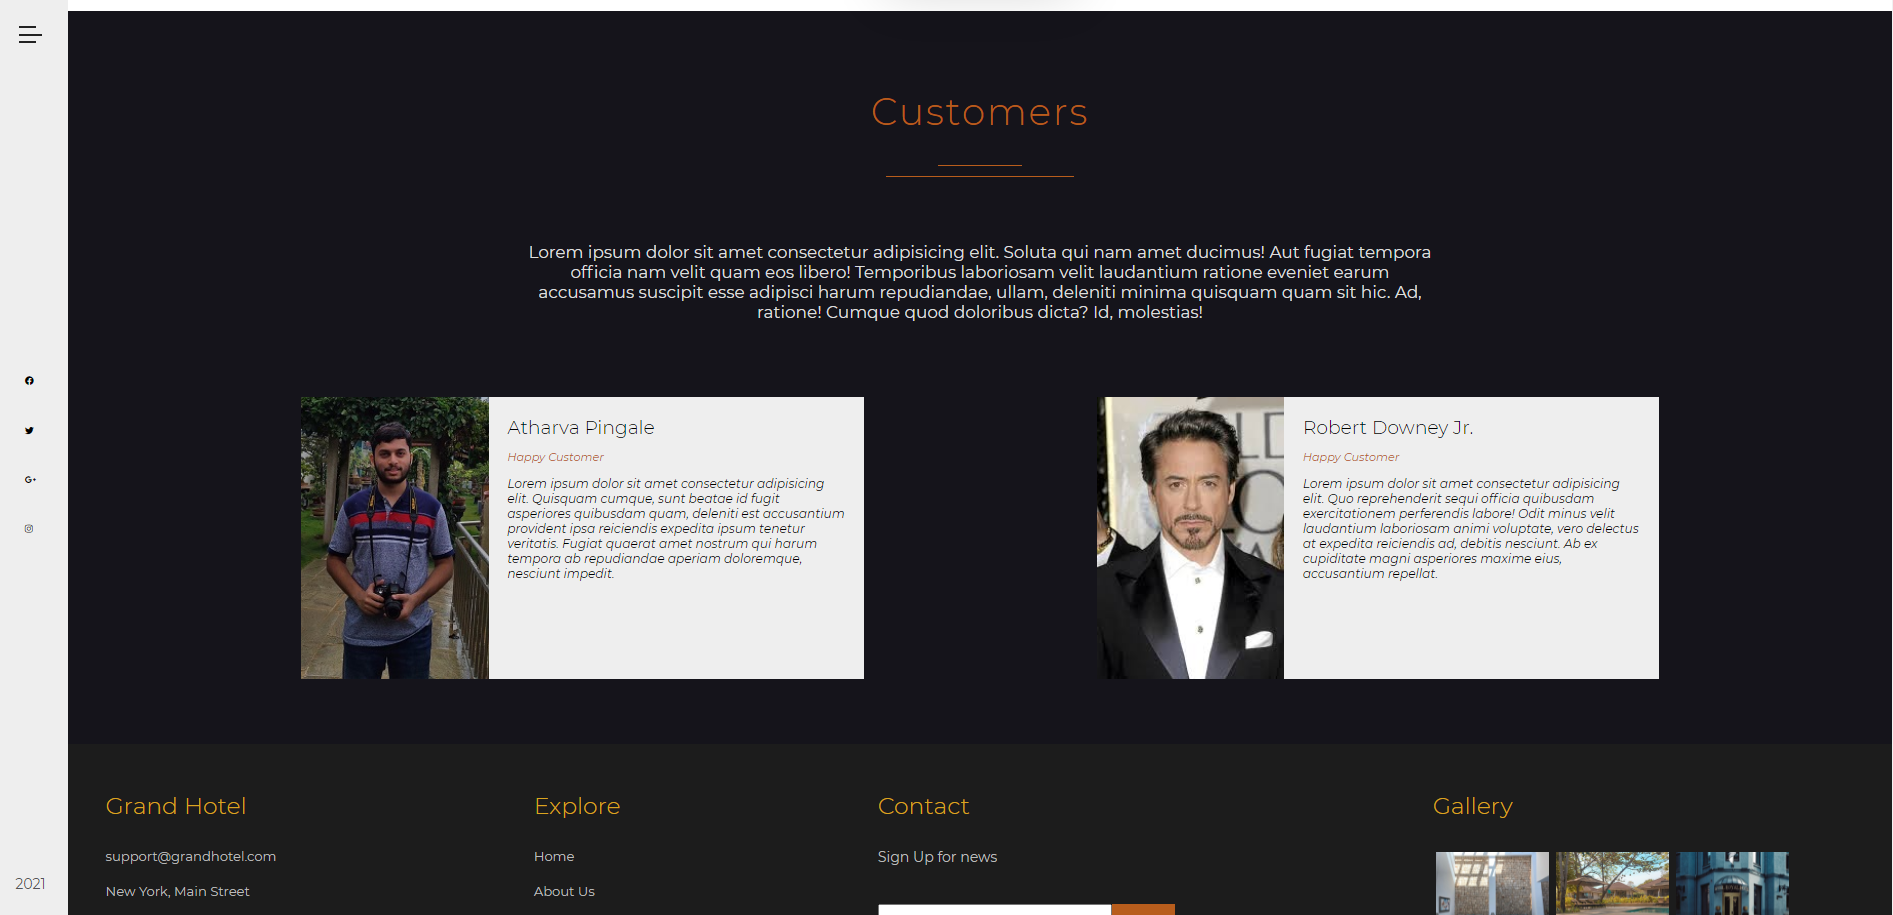 Customers
Lorem ipsum dolor sit amet consectetur adipisicing elit. Soluta qui nam amet ducimus! Aut fugiat tempora
officia nam velit quam eos libero! Temporibus laboriosam velit laudantium ratione eveniet earum
accusamus suscipit esse adipisci harum repudiandae, ullam, deleniti minima quisquam quam sit hic. Ad,
ratione! Cumque quod doloribus dicta? Id, molestias!
Atharva Pingale
Happy Customer
Lorem ipsum dolor sit amet consectetur adipisicing
elit. Quisquam cumque, sunt beatae id fugit
asperiores quibusdam quam, deleniti est accusantium
provident ipsa reiciendis expedita ipsum tenetur
veritatis. Fugiat quaerat amet nostrum qui harum
tempora ab repudiandae aperiam doloremque,
nesciunt impedit.
Robert Downey Jr.
Happy Customer
Lorem ipsum dolor sit amet consectetur adipisicing
elit. Quo reprehenderit sequi officia quibusdam
exercitationem perferendis labore! Odit minus velit
laudantium laboriosam animi voluptate, vero delectus
at expedita reiciendis ad, debitis nesciunt. Ab ex
cupiditate magni asperiores maxime eius,
accusantium repellat.
Grand Hotel
support@grandhotel.com
New York, Main Street
Explore
Home
About Us
Contact
Sign Up for news
Gallery
2021